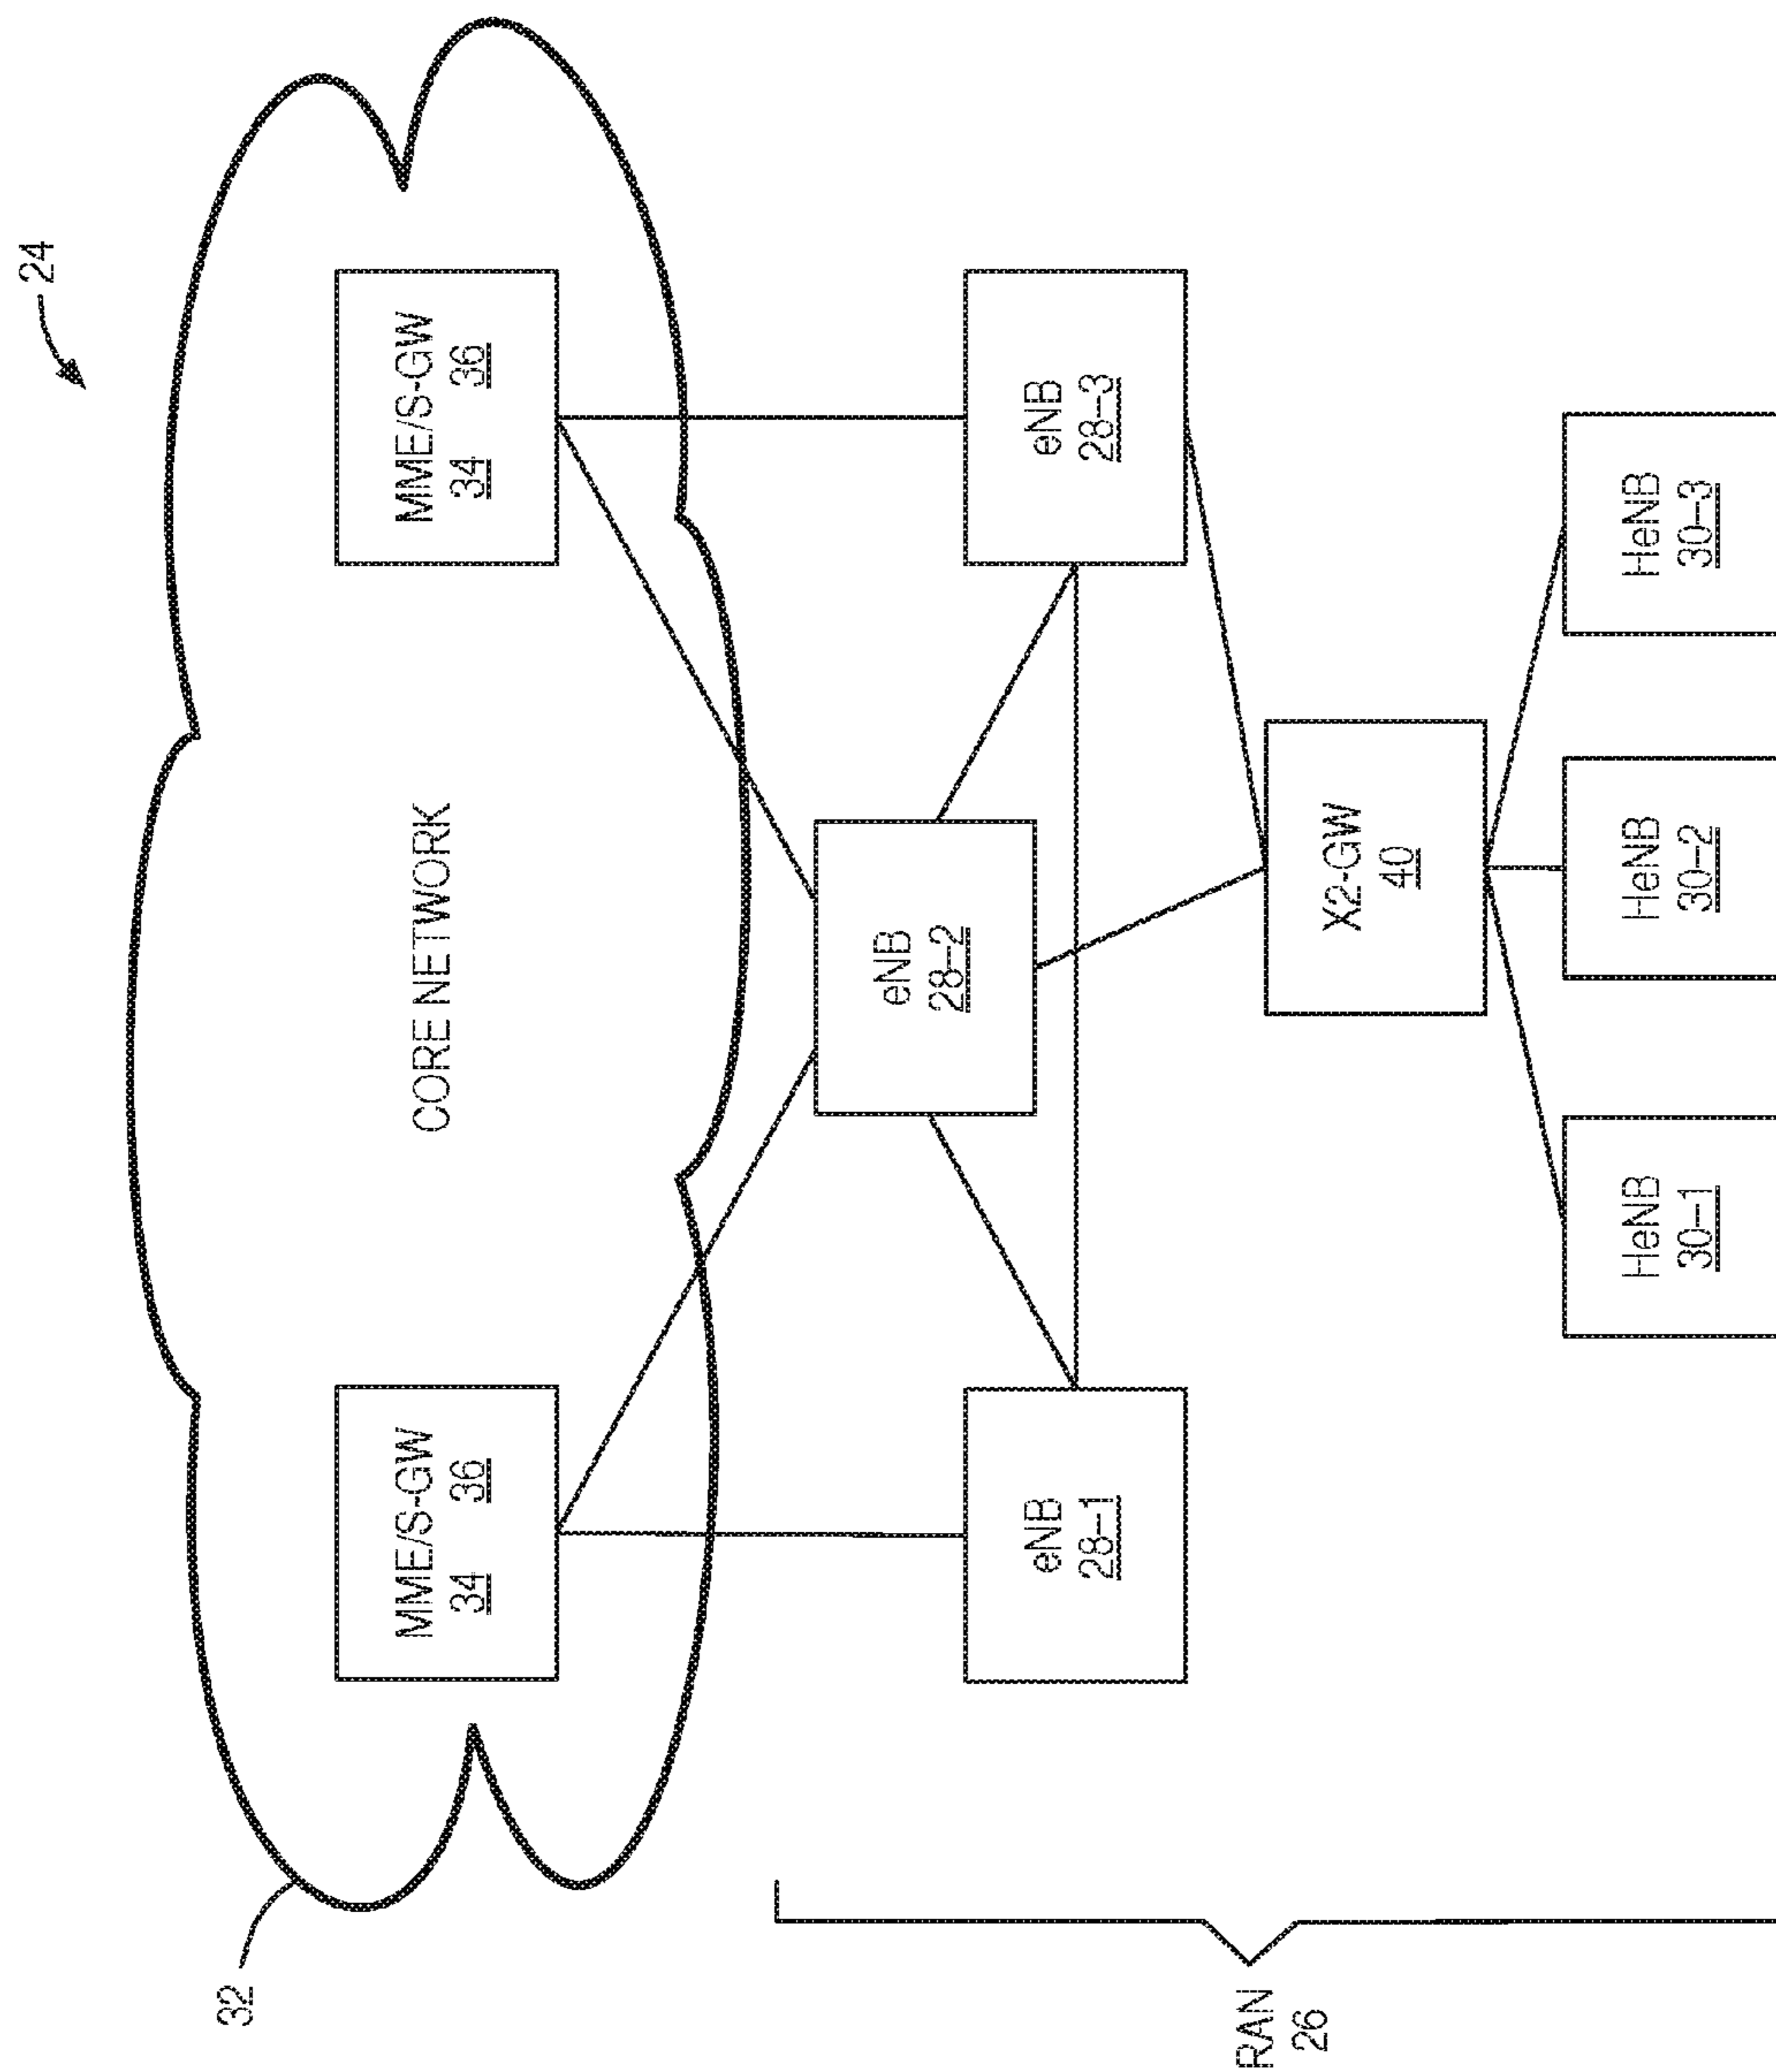 24
32
CORE NETWORK
MME/S-GW
34 36
MME/S-GW
34 36
eNB
28-1
eNB
28-2
eNB
28-3
RAN
26
X2-GW
40
HeNB
30-1
HeNB
30-2
HeNB
30-3